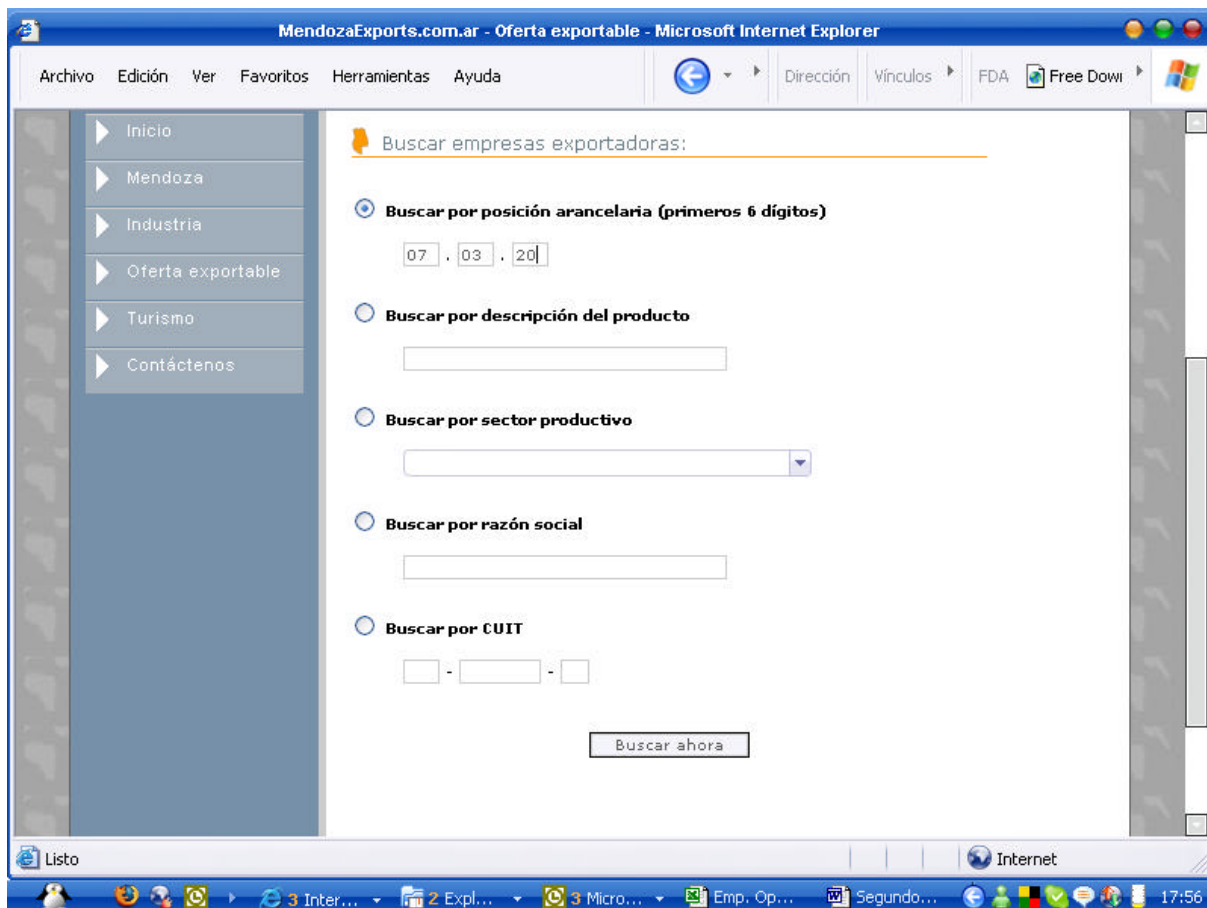 MendozaExports.com.ar - Oferta exportable - Microsoft Internet Explorer
Archivo Edición Ver Favoritos Herramientas Ayuda Dirección Vínculos FDA Free Dowi
Inicio
Mendoza
Industria
Oferta exportable
Turismo
Contáctenos
Buscar empresas exportadoras:
Buscar por posición arancelaria (primeros 6 dígitos)
07 . 03 . 20
Buscar por descripción del producto
Buscar por sector productivo
Buscar por razón social
Buscar por CUIT
- -
Buscar ahora
Listo Internet
3 Inter... 2 Expl... 3 Micro... Emp. Op... Segundo... 17:56